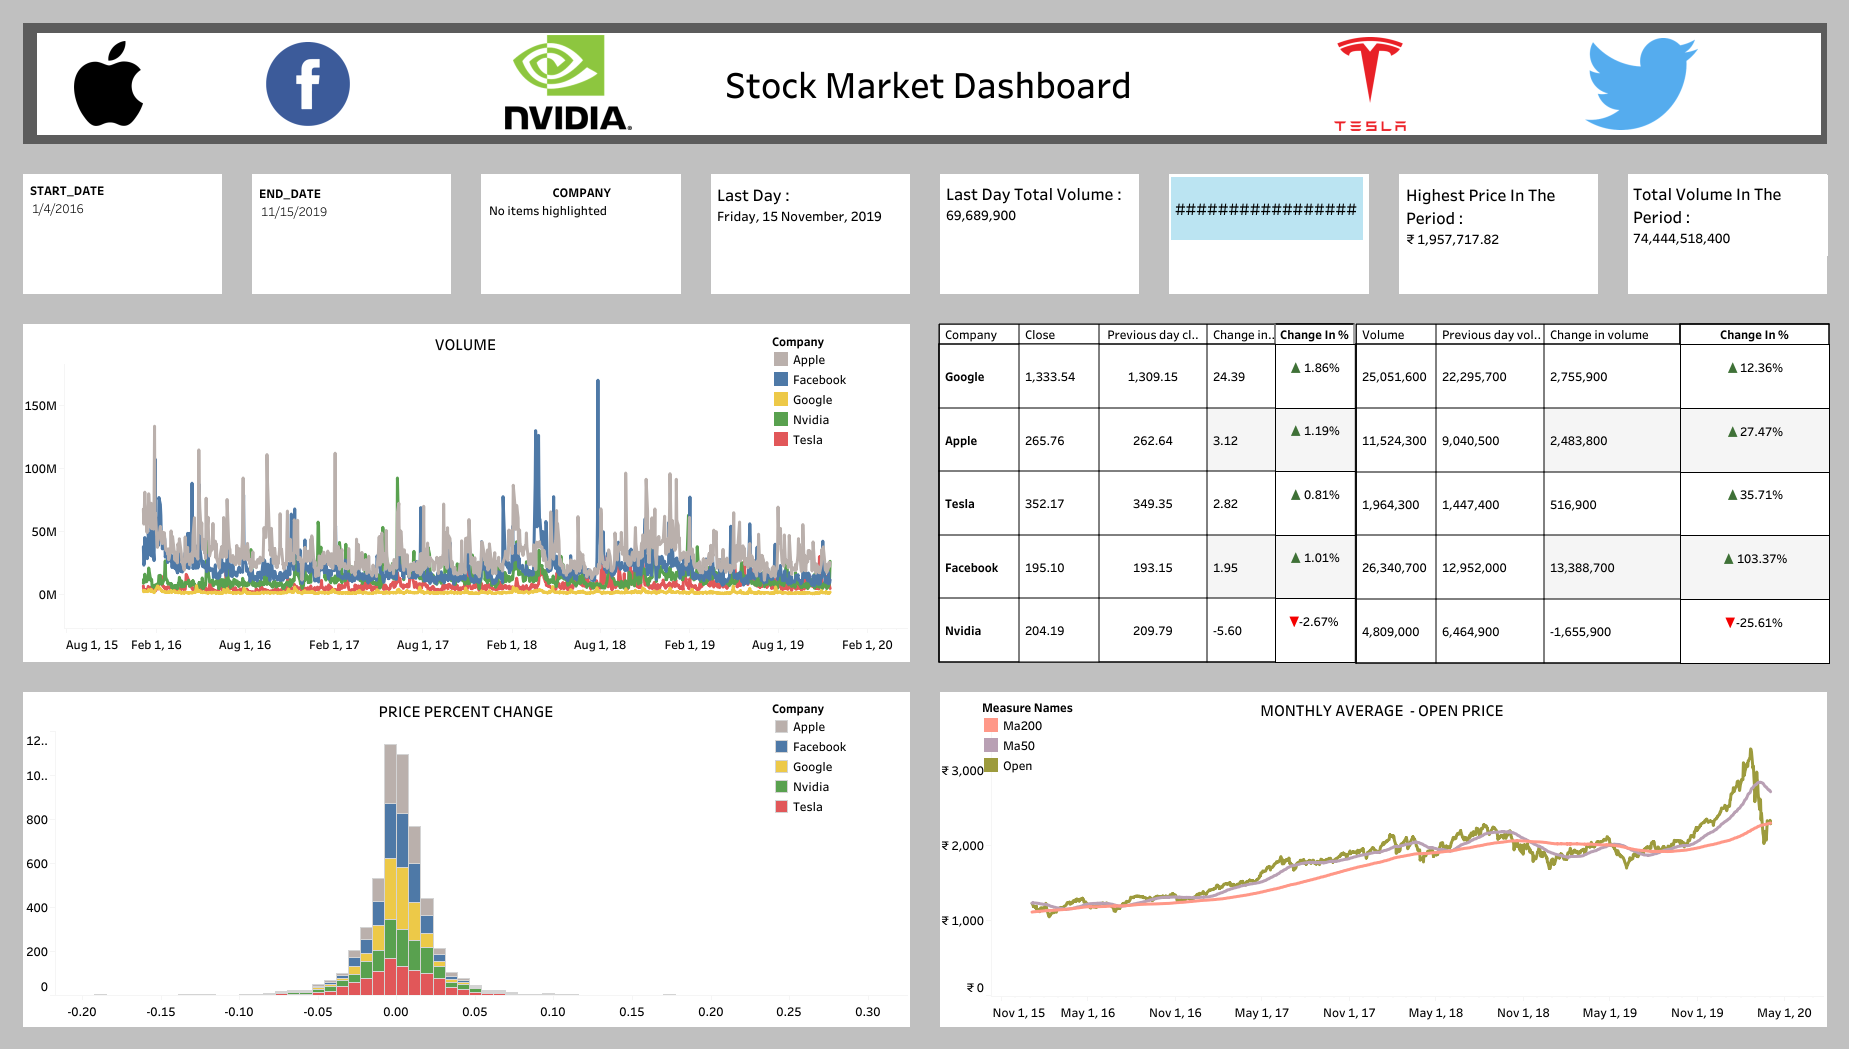 f
nVIDIA.
Stock Market Dashboard
TESLA
START_DATE
1/4/2016
END_DATE
11/15/2019
COMPANY
No items highlighted
Last Day :
Friday, 15 November, 2019
Last Day Total Volume :
69,689,900
################
Highest Price In The
Period :
₹ 1,957,717.82
Total Volume In The
Period :
74,444,518,400
VOLUME
Company
Apple
Facebook
Google
Nvidia
Tesla
150M
100M
50M
0M
Aug 1, 15 Feb 1, 16 Aug 1, 16 Feb 1, 17 Aug 1, 17 Feb 1, 18 Aug 1, 18 Feb 1, 19 Aug 1, 19 Feb 1, 20
Company Close Previous day cl.. Change in.. Change In % Volume Previous day vol.. Change in volume Change In %
Google 1,333.54 1,309.15 24.39 ▲ 1.86% 25,051,600 22,295,700 2,755,900 ▲ 12.36%
Apple 265.76 262.64 3.12 ▲ 1.19% 11,524,300 9,040,500 2,483,800 ▲ 27.47%
Tesla 352.17 349.35 2.82 ▲ 0.81% 1,964,300 1,447,400 516,900 ▲ 35.71%
Facebook 195.10 193.15 1.95 ▲ 1.01% 26,340,700 12,952,000 13,388,700 ▲ 103.37%
Nvidia 204.19 209.79 -5.60 ▼-2.67% 4,809,000 6,464,900 -1,655,900 ▼-25.61%
PRICE PERCENT CHANGE
Company
Apple
Facebook
Google
Nvidia
Tesla
12..
10..
800
600
400
200
0
-0.20 -0.15 -0.10 -0.05 0.00 0.05 0.10 0.15 0.20 0.25 0.30
MONTHLY AVERAGE - OPEN PRICE
Measure Names
Ma200
Ma50
Open
₹ 3,000
₹ 2,000
₹ 1,000
₹ 0
Nov 1, 15 May 1, 16 Nov 1, 16 May 1, 17 Nov 1, 17 May 1, 18 Nov 1, 18 May 1, 19 Nov 1, 19 May 1, 20